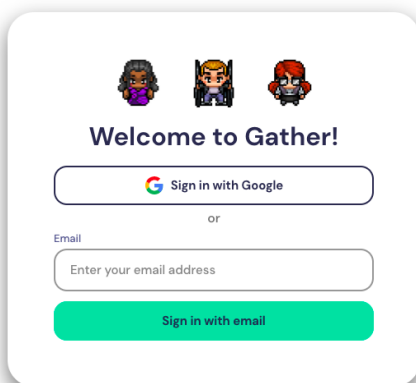 Welcome to Gather!
Sign in with Google
or
Email
Enter your email address
Sign in with email